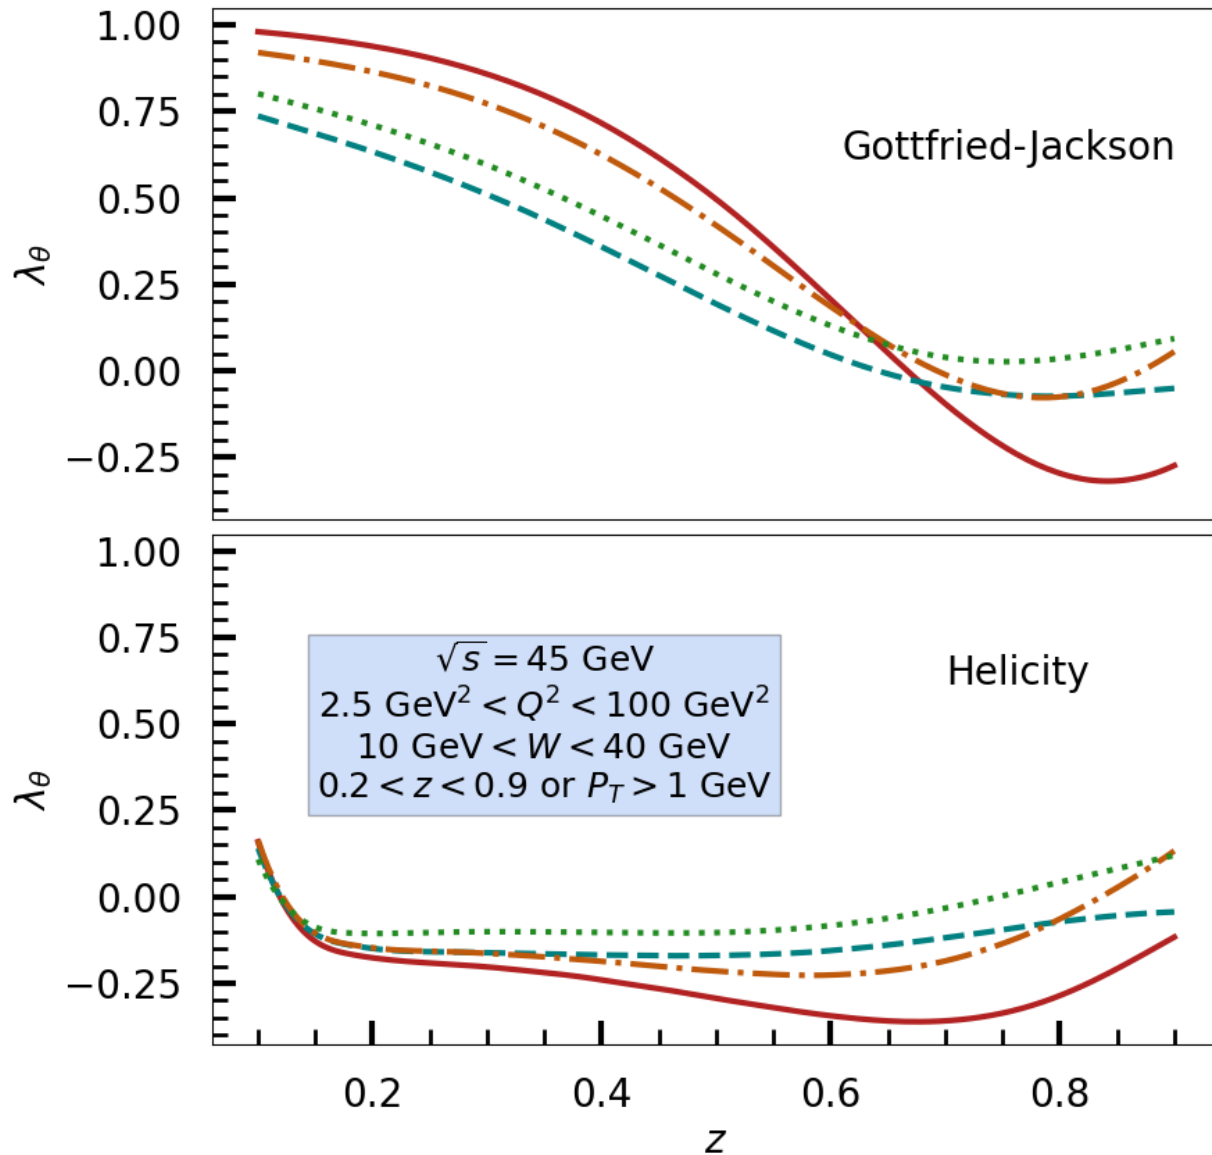 1.00
0.75
Gottfried-Jackson
0.50
λθ
0.25
0.00
−0.25
1.00
0.75
√s = 45 GeV
Helicity
2.5 GeV² < Q² < 100 GeV²
0.50
10 GeV < W < 40 GeV
0.2 < z < 0.9 or P_T > 1 GeV
λθ
0.25
0.00
−0.25
0.2 0.4 0.6 0.8
z